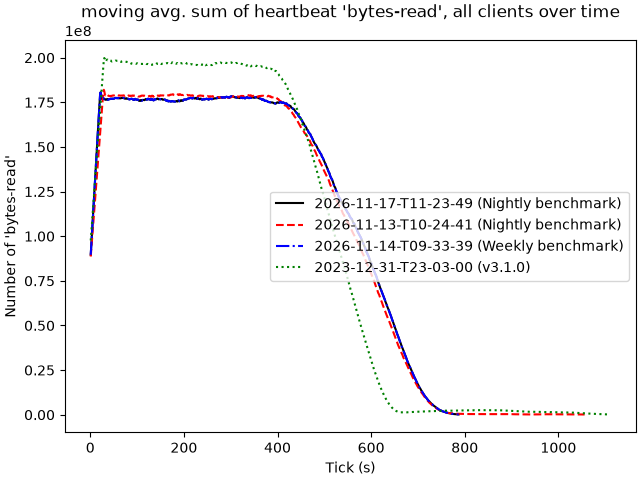 moving avg. sum of heartbeat 'bytes-read', all clients over time
1e8
2.00
1.75
1.50
1.25
1.00
0.75
0.50
0.25
0.00
Number of 'bytes-read'
2026-11-17-T11-23-49 (Nightly benchmark)
2026-11-13-T10-24-41 (Nightly benchmark)
2026-11-14-T09-33-39 (Weekly benchmark)
2023-12-31-T23-03-00 (v3.1.0)
0 200 400 600 800 1000
Tick (s)